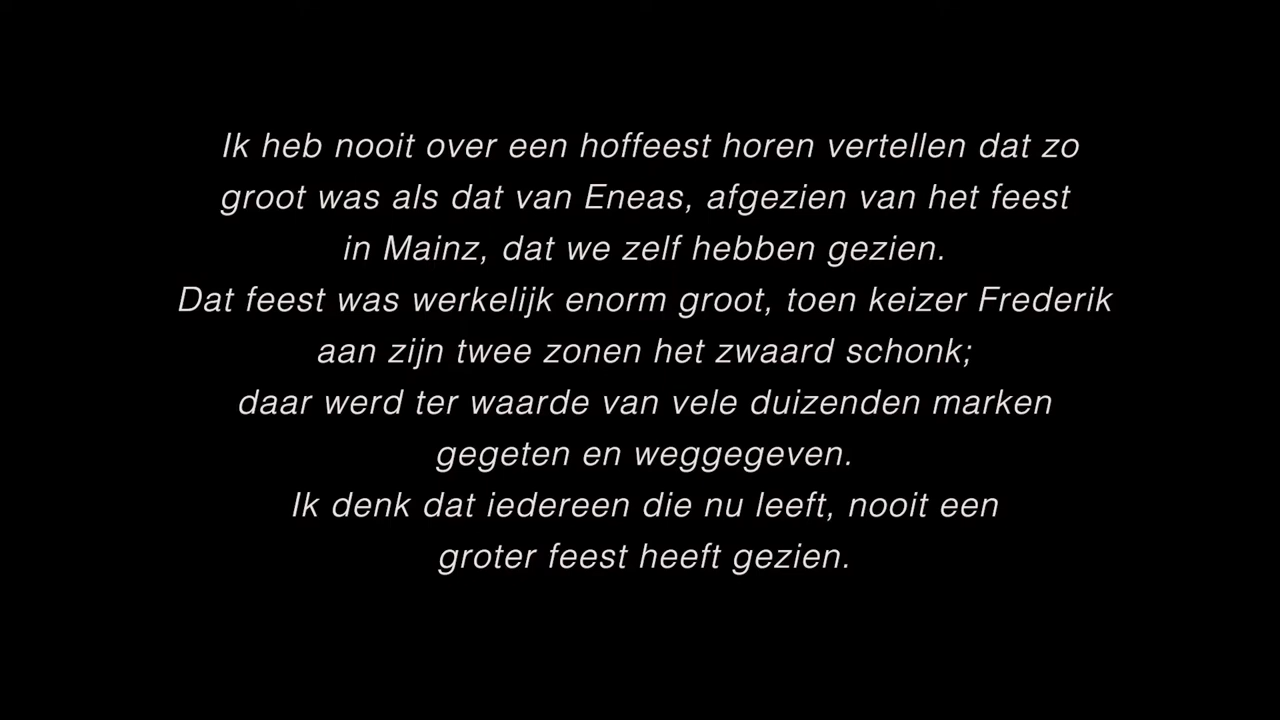 Ik heb nooit over een hoffeest horen vertellen dat zo
groot was als dat van Eneas, afgezien van het feest
in Mainz, dat we zelf hebben gezien.
Dat feest was werkelijk enorm groot, toen keizer Frederik
aan zijn twee zonen het zwaard schonk;
daar werd ter waarde van vele duizenden marken
gegeten en weggegeven.
Ik denk dat iedereen die nu leeft, nooit een
groter feest heeft gezien.